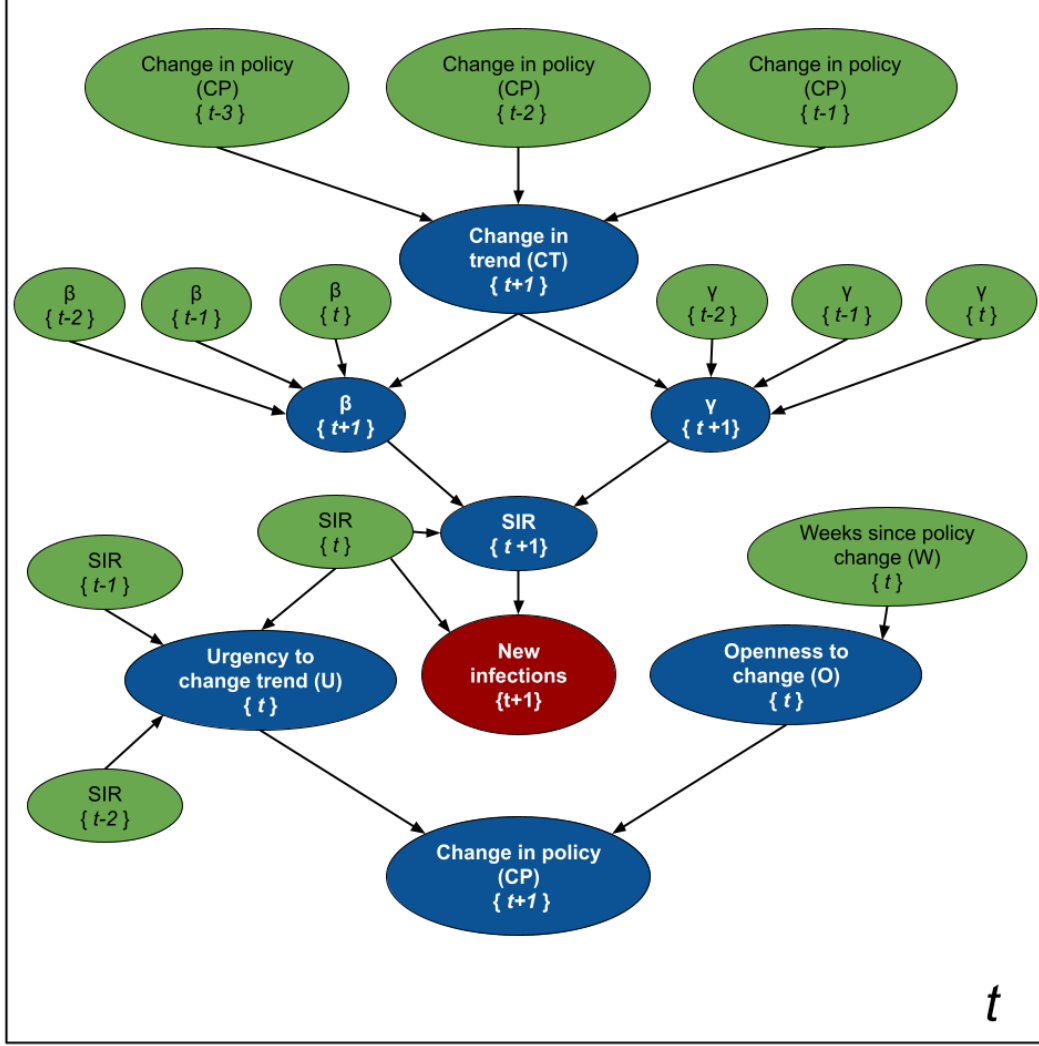 Change in policy
(CP)
{ t-3 }
Change in policy
(CP)
{ t-2 }
Change in policy
(CP)
{ t-1 }
Change in
trend (CT)
{ t+1 }
β
{ t-2 }
β
{ t-1 }
β
{ t }
γ
{ t-2 }
γ
{ t-1 }
γ
{ t }
β
{ t+1 }
γ
{ t +1}
SIR
{ t }
SIR
{ t +1}
Weeks since policy
change (W)
{ t }
SIR
{ t-1 }
Urgency to
change trend (U)
{ t }
New
infections
{t+1}
Openness to
change (O)
{ t }
SIR
{ t-2 }
Change in policy
(CP)
{ t+1 }
t